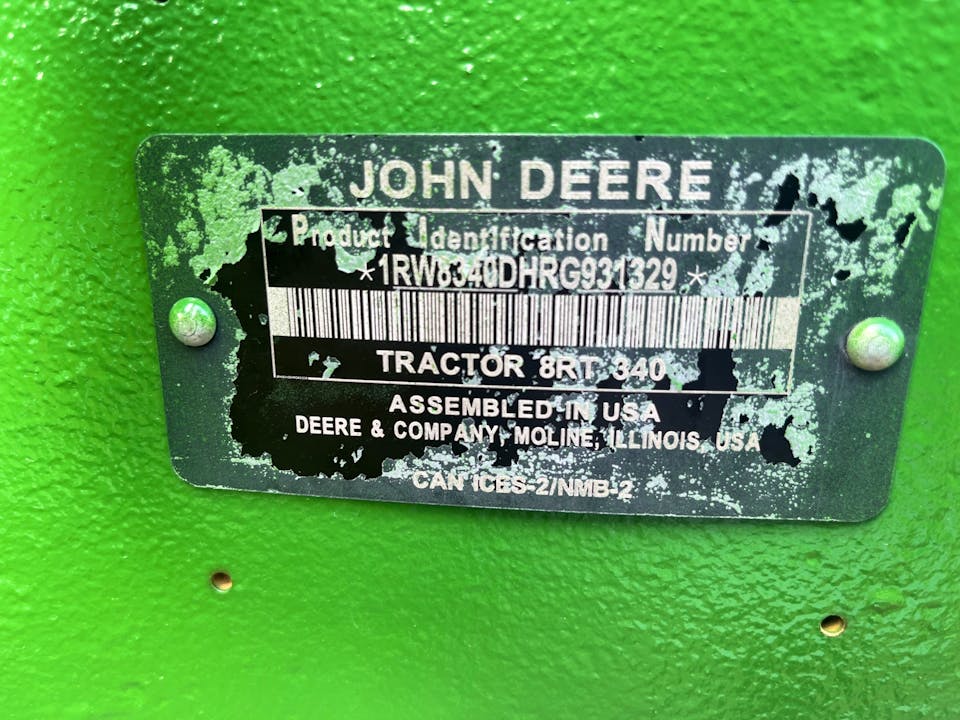 JOHN DEERE
Product Identification Number
*1RW8340DHRG931329*
TRACTOR 8RT 340
ASSEMBLED IN USA
DEERE & COMPANY, MOLINE, ILLINOIS, USA
CAN ICES-2/NMB-2